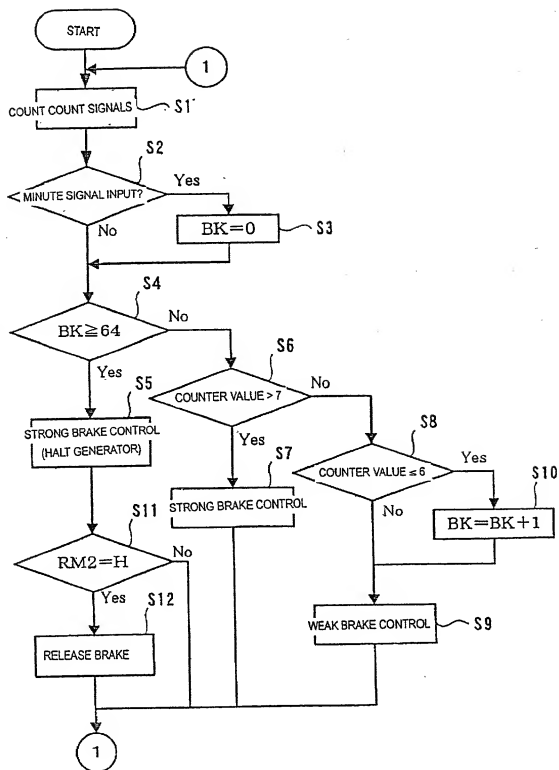 START
1
COUNT COUNT SIGNALS
S1
S2
MINUTE SIGNAL INPUT?
Yes
No
BK=0
S3
S4
BK≧64
No
Yes
S5
STRONG BRAKE CONTROL
(HALT GENERATOR)
S6
COUNTER VALUE > 7
No
Yes
S7
STRONG BRAKE CONTROL
S8
COUNTER VALUE ≤ 6
Yes
No
S10
BK=BK+1
S11
RM2=H
No
Yes
S12
RELEASE BRAKE
WEAK BRAKE CONTROL
S9
1